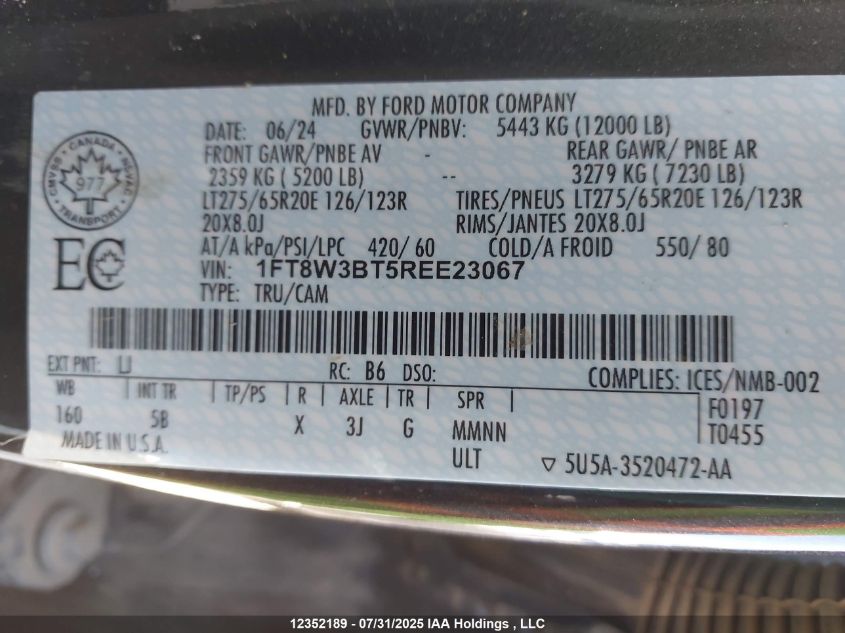 MFD. BY FORD MOTOR COMPANY
DATE: 06/24 GVWR/PNBV: 5443 KG (12000 LB)
FRONT GAWR/PNBE AV - REAR GAWR/ PNBE AR
2359 KG ( 5200 LB) -- 3279 KG ( 7230 LB)
LT275/65R20E 126/123R TIRES/PNEUS LT275/65R20E 126/123R
20X8.0J RIMS/JANTES 20X8.0J
AT/A kPa/PSI/LPC 420/ 60 COLD/A FROID 550/ 80
VIN: 1FT8W3BT5REE23067
TYPE: TRU/CAM
CANADA
CMVSS NSVAC
977
TRANSPORT
EC
EXT PNT: LJ RC: B6 DSO: COMPLIES: ICES/NMB-002
WB | INT TR | TP/PS | R | AXLE | TR | SPR | F0197
160 5B X 3J G MMNN T0455
MADE IN U.S.A. ULT ▽ 5U5A-3520472-AA
12352189 - 07/31/2025 IAA Holdings , LLC